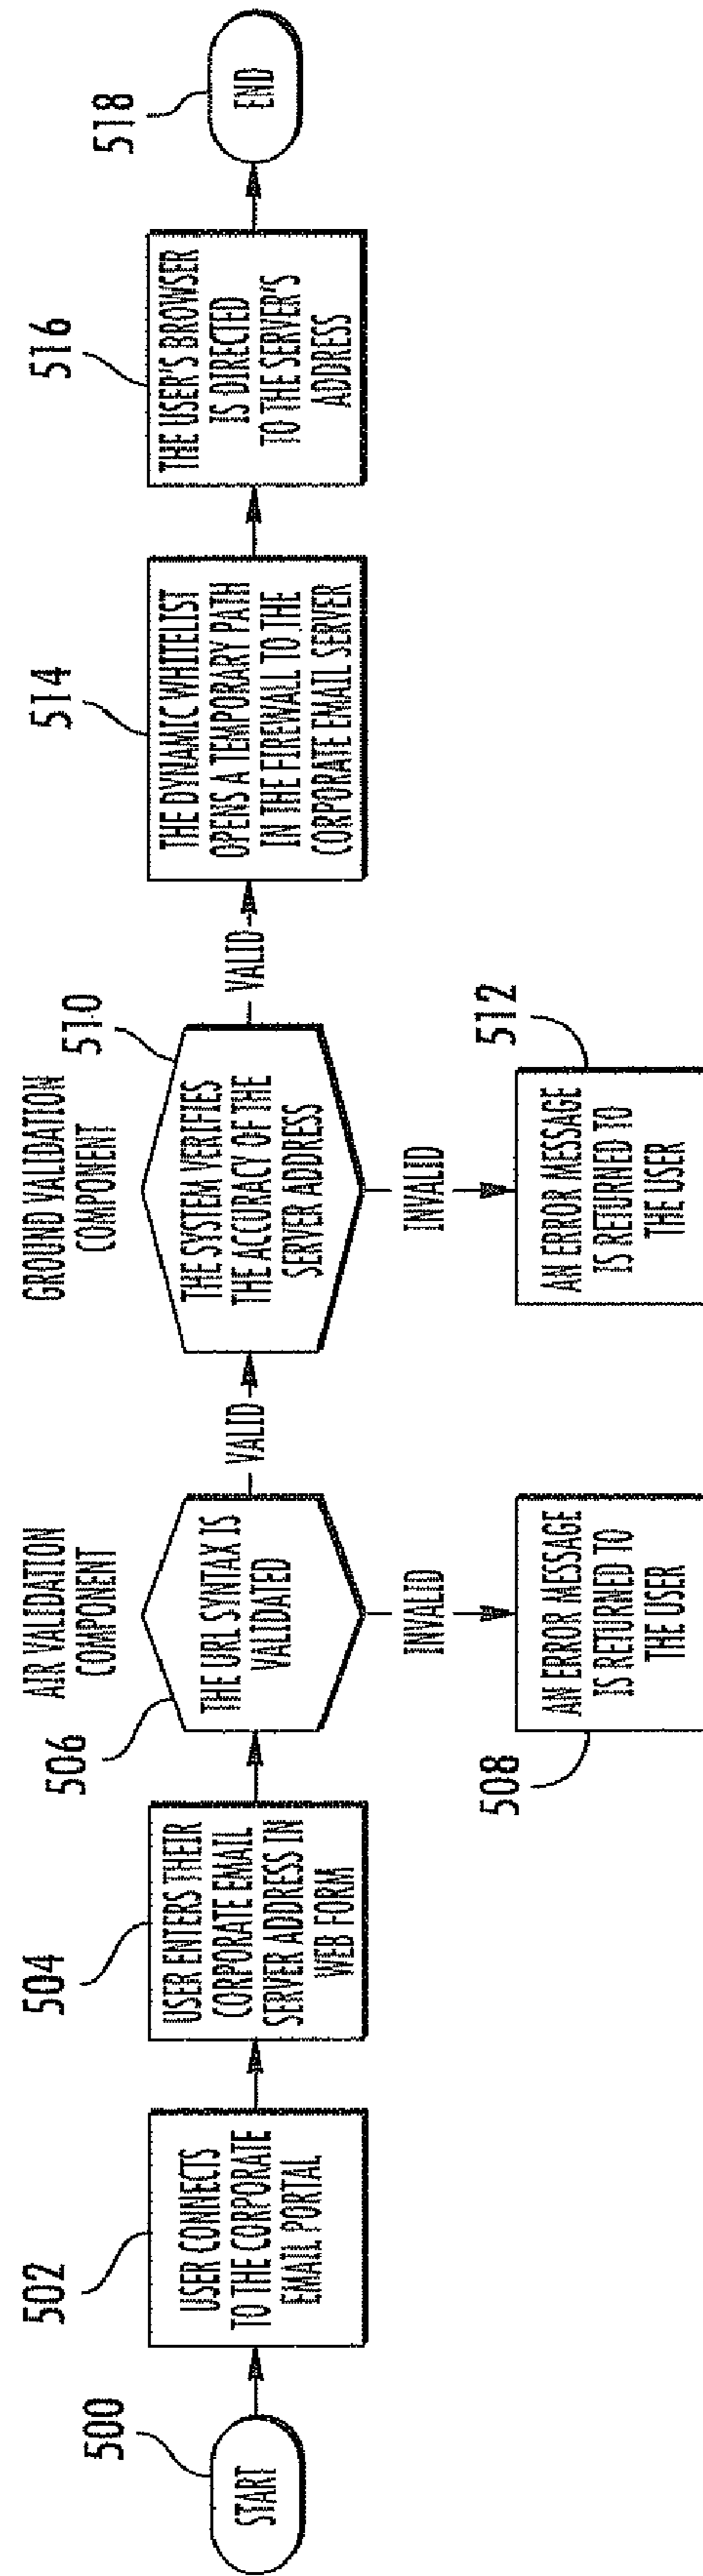 500
START
502
USER CONNECTS
TO THE CORPORATE
EMAIL PORTAL
504
USER ENTERS THEIR
CORPORATE EMAIL
SERVER ADDRESS IN
WEB FORM
AIR VALIDATION
COMPONENT
506
THE URL SYNTAX IS
VALIDATED
INVALID
508
AN ERROR MESSAGE
IS RETURNED TO
THE USER
VALID
GROUND VALIDATION
COMPONENT
510
THE SYSTEM VERIFIES
THE ACCURACY OF THE
SERVER ADDRESS
INVALID
512
AN ERROR MESSAGE
IS RETURNED TO
THE USER
VALID
514
THE DYNAMIC WHITELIST
OPENS A TEMPORARY PATH
IN THE FIREWALL TO THE
CORPORATE EMAIL SERVER
516
THE USER'S BROWSER
IS DIRECTED
TO THE SERVER'S
ADDRESS
518
END